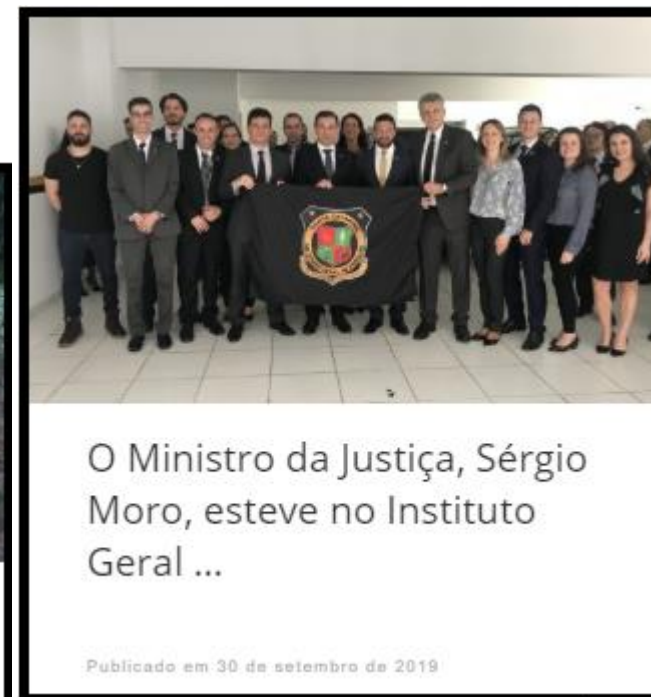 O Ministro da Justiça, Sérgio
Moro, esteve no Instituto
Geral ...
Publicado em 30 de setembro de 2019